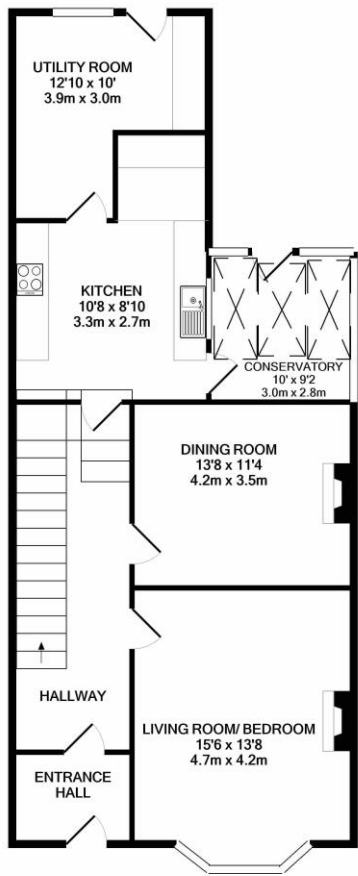 UTILITY ROOM
12'10 x 10'
3.9m x 3.0m
KITCHEN
10'8 x 8'10
3.3m x 2.7m
CONSERVATORY
10' x 9'2
3.0m x 2.8m
DINING ROOM
13'8 x 11'4
4.2m x 3.5m
HALLWAY
LIVING ROOM/ BEDROOM
15'6 x 13'8
4.7m x 4.2m
ENTRANCE
HALL